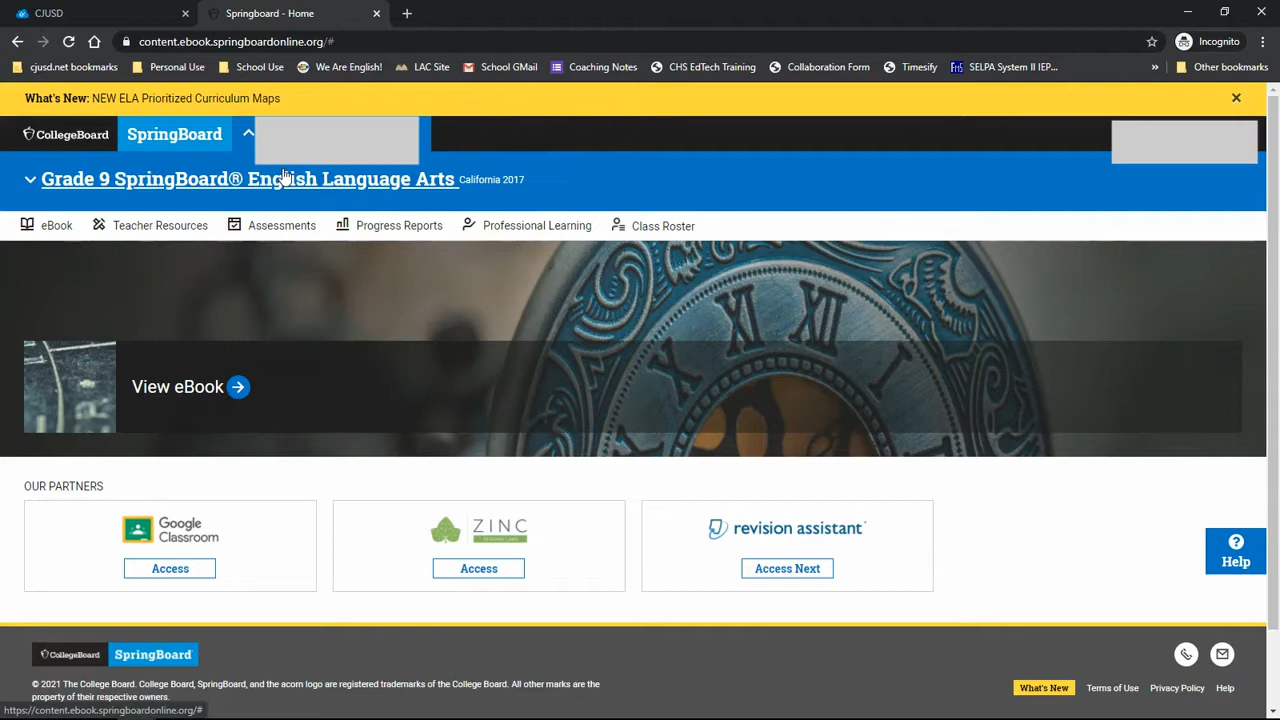 CJUSD
Springboard - Home
content.ebook.springboardonline.org/#
Incognito
cjusd.net bookmarks
Personal Use
School Use
We Are English!
LAC Site
School GMail
Coaching Notes
CHS EdTech Training
Collaboration Form
Timesify
SELPA System II IEP...
»
Other bookmarks
What's New: NEW ELA Prioritized Curriculum Maps
CollegeBoard
SpringBoard
Grade 9 SpringBoard® English Language Arts California 2017
eBook
Teacher Resources
Assessments
Progress Reports
Professional Learning
Class Roster
XI XII
X I
IX
View eBook
OUR PARTNERS
Google Classroom
ZINC
revision assistant
Access
Access
Access Next
? Help
CollegeBoard SpringBoard
© 2021 The College Board. College Board, SpringBoard, and the acorn logo are registered trademarks of the College Board. All other marks are the
property of their respective owners.
What's New
Terms of Use
Privacy Policy
Help
https://content.ebook.springboardonline.org/#